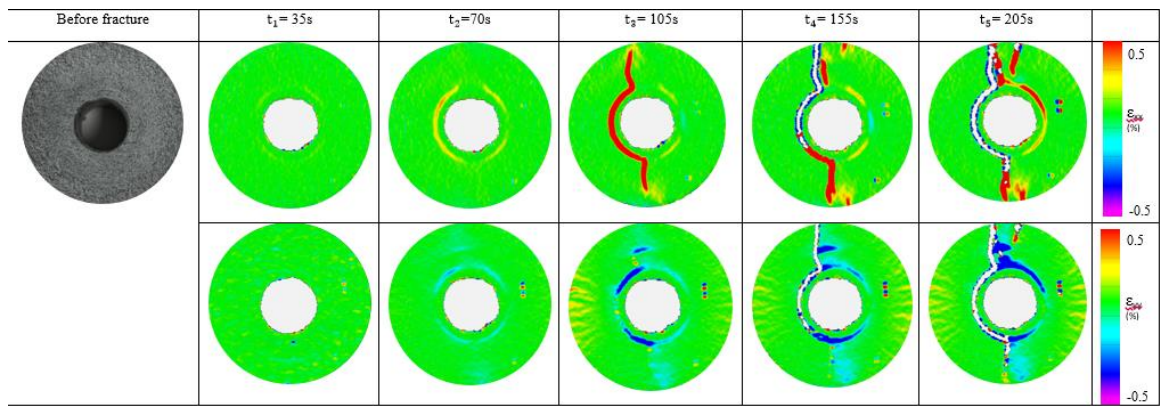 Before fracture
t₁= 35s
t₂=70s
t₃= 105s
t₄= 155s
t₅= 205s
0.5
(%)
-0.5
0.5
(%)
-0.5